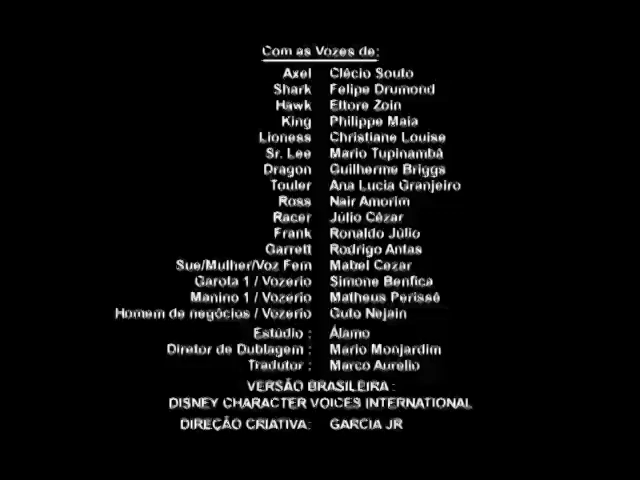 Com as Vozes de:
Axel Clécio Souto
Shark Felipe Drumond
Hawk Ettore Zoin
King Philippe Maia
Lioness Christiane Louise
Sr. Lee Mario Tupinambá
Dragon Guilherme Briggs
Touler Ana Lucia Granjeiro
Ross Nair Amorim
Racer Júlio Cézar
Frank Ronaldo Júlio
Garrett Rodrigo Antas
Sue/Mulher/Voz Fem Mabel Cezar
Garota 1 / Vozerio Simone Benfica
Manino 1 / Vozerio Matheus Perissé
Homem de negócios / Vozerio Guto Nejain
Estúdio : Álamo
Diretor de Dublagem : Mario Monjardim
Tradutor : Marco Aurelio
VERSÃO BRASILEIRA :
DISNEY CHARACTER VOICES INTERNATIONAL
DIREÇÃO CRIATIVA: GARCIA JR